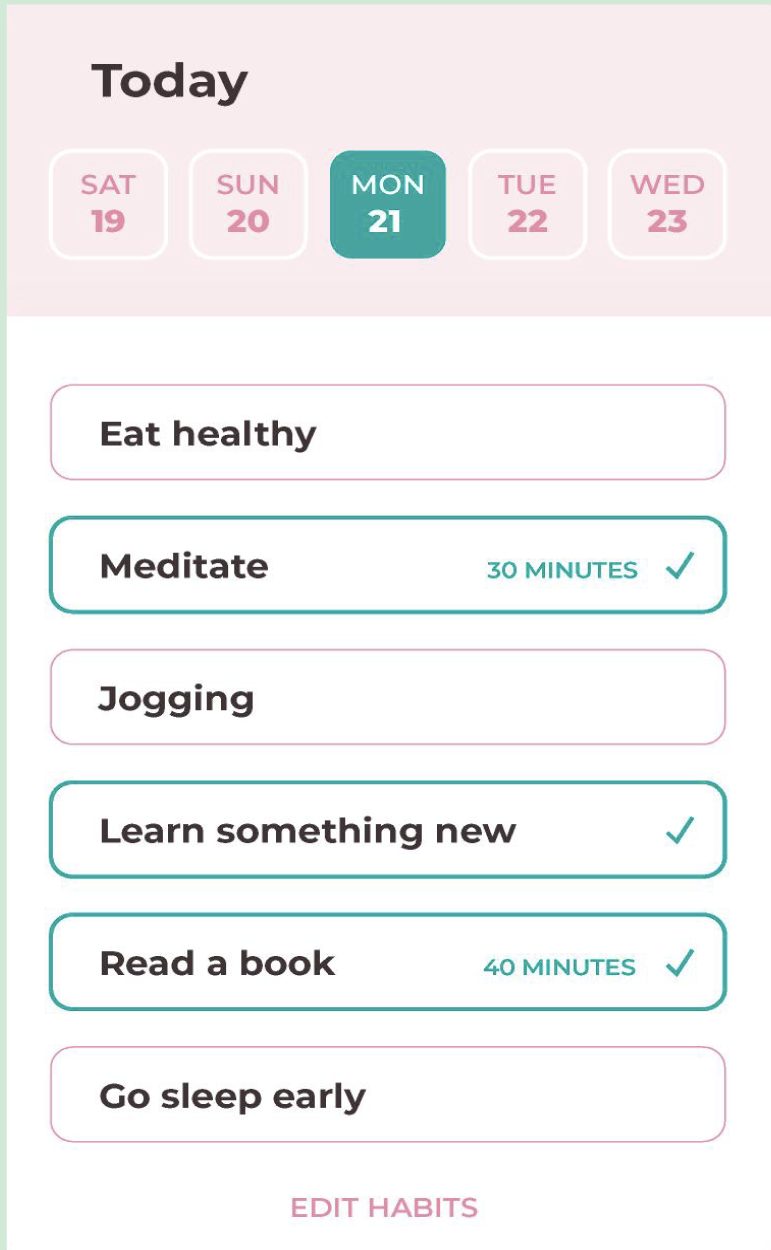 Today
SAT SUN MON TUE WED
19 20 21 22 23
Eat healthy
Meditate 30 MINUTES
Jogging
Learn something new
Read a book 40 MINUTES
Go sleep early
EDIT HABITS